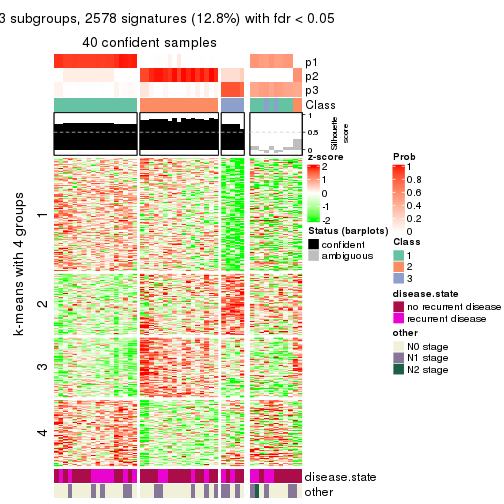 3 subgroups, 2578 signatures (12.8%) with fdr < 0.05
40 confident samples
p1
p2
p3
Class
1
0.5
0
Silhouette
score
k-means with 4 groups
1
2
3
4
disease.state
other
z-score
2
1
0
-1
-2
Status (barplots)
confident
ambiguous
Prob
1
0.8
0.6
0.4
0.2
0
Class
1
2
3
disease.state
no recurrent disease
recurrent disease
other
N0 stage
N1 stage
N2 stage